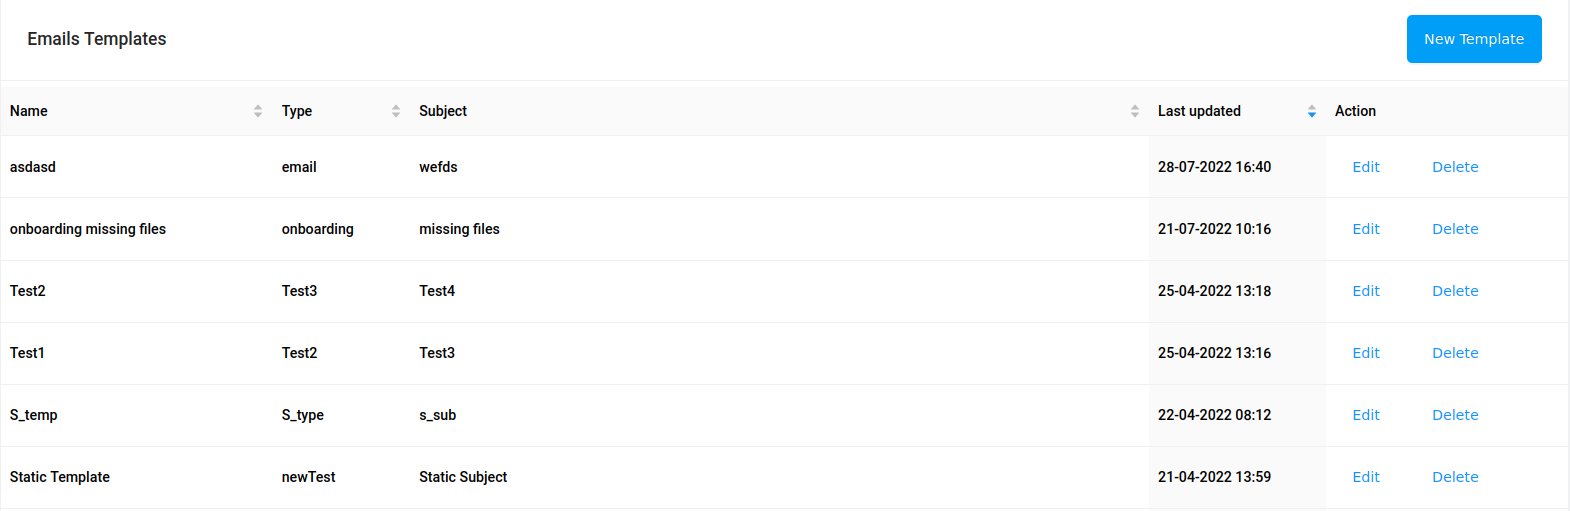 Emails Templates
New Template
Name Type Subject Last updated Action
asdasd email wefds 28-07-2022 16:40 Edit Delete
onboarding missing files onboarding missing files 21-07-2022 10:16 Edit Delete
Test2 Test3 Test4 25-04-2022 13:18 Edit Delete
Test1 Test2 Test3 25-04-2022 13:16 Edit Delete
S_temp S_type s_sub 22-04-2022 08:12 Edit Delete
Static Template newTest Static Subject 21-04-2022 13:59 Edit Delete